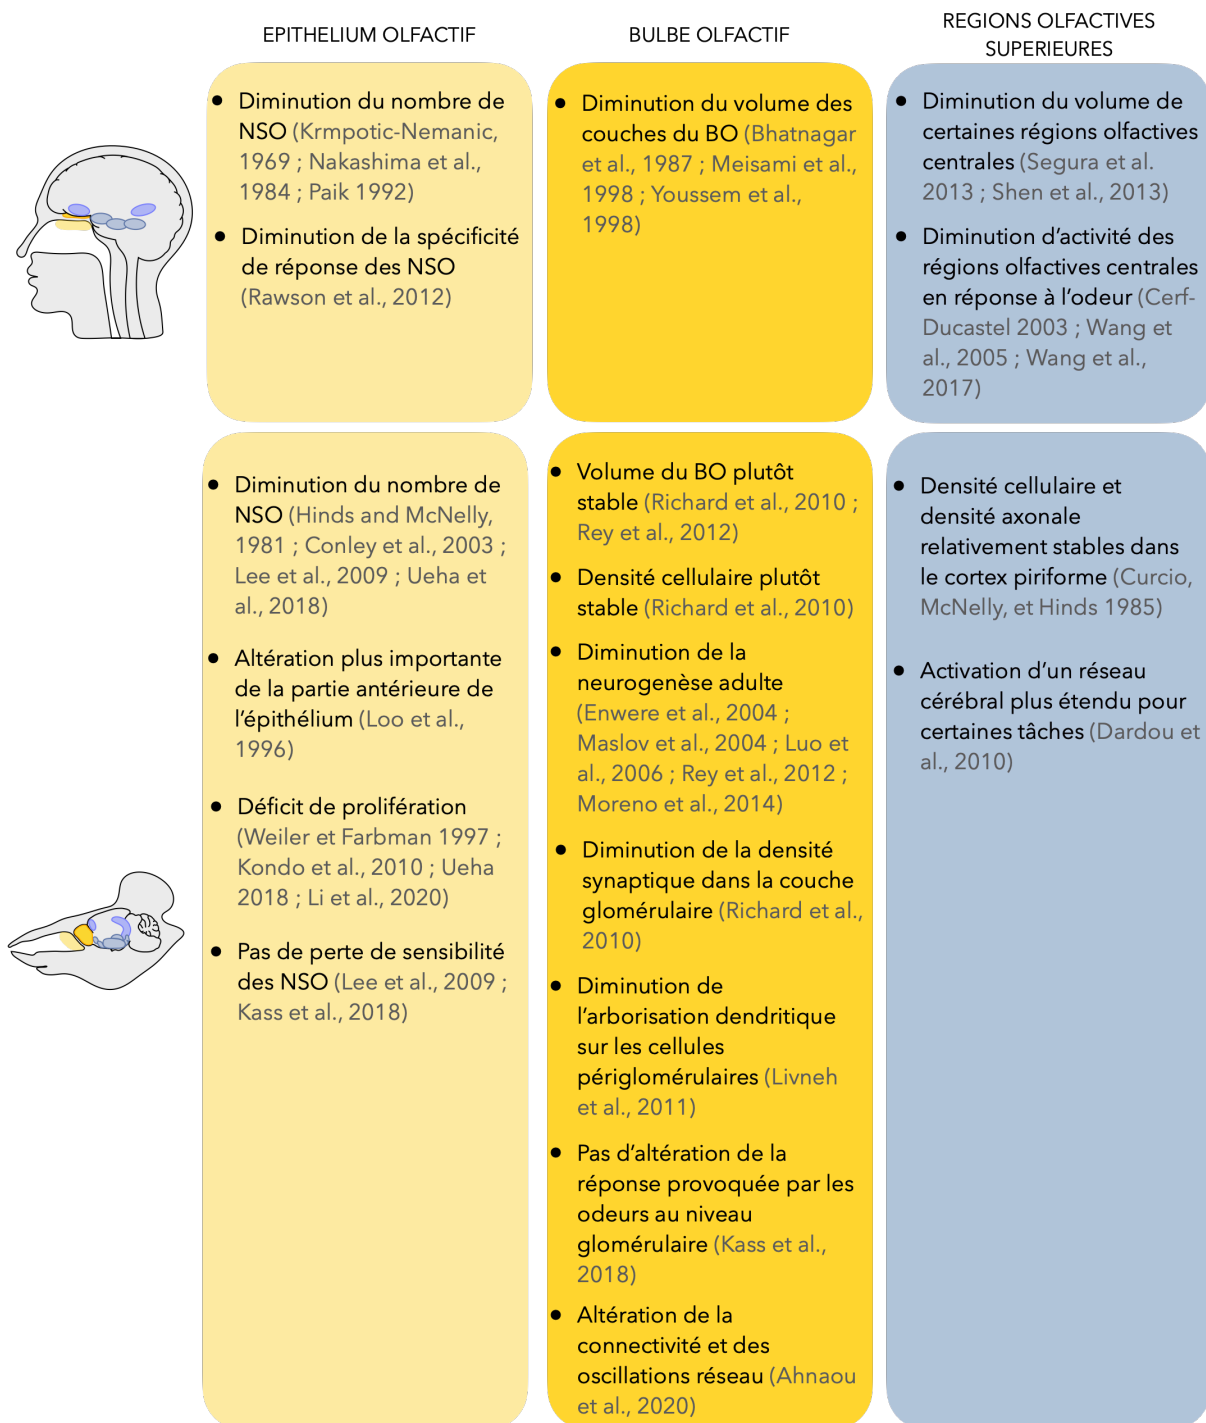 EPITHELIUM OLFACTIF
BULBE OLFACTIF
REGIONS OLFACTIVES
SUPERIEURES
• Diminution du nombre de
NSO (Krmpotic-Nemanic,
1969 ; Nakashima et al.,
1984 ; Paik 1992)
• Diminution de la spécificité
de réponse des NSO
(Rawson et al., 2012)
• Diminution du volume des
couches du BO (Bhatnagar
et al., 1987 ; Meisami et al.,
1998 ; Youssem et al.,
1998)
• Diminution du volume de
certaines régions olfactives
centrales (Segura et al.
2013 ; Shen et al., 2013)
• Diminution d’activité des
régions olfactives centrales
en réponse à l’odeur (Cerf-
Ducastel 2003 ; Wang et
al., 2005 ; Wang et al.,
2017)
• Diminution du nombre de
NSO (Hinds and McNelly,
1981 ; Conley et al., 2003 ;
Lee et al., 2009 ; Ueha et
al., 2018)
• Altération plus importante
de la partie antérieure de
l’épithélium (Loo et al.,
1996)
• Déficit de prolifération
(Weiler et Farbman 1997 ;
Kondo et al., 2010 ; Ueha
2018 ; Li et al., 2020)
• Pas de perte de sensibilité
des NSO (Lee et al., 2009 ;
Kass et al., 2018)
• Volume du BO plutôt
stable (Richard et al., 2010 ;
Rey et al., 2012)
• Densité cellulaire plutôt
stable (Richard et al., 2010)
• Diminution de la
neurogenèse adulte
(Enwere et al., 2004 ;
Maslov et al., 2004 ; Luo et
al., 2006 ; Rey et al., 2012 ;
Moreno et al., 2014)
• Diminution de la densité
synaptique dans la couche
glomérulaire (Richard et al.,
2010)
• Diminution de
l’arborisation dendritique
sur les cellules
périglomérulaires (Livneh
et al., 2011)
• Pas d’altération de la
réponse provoquée par les
odeurs au niveau
glomérulaire (Kass et al.,
2018)
• Altération de la
connectivité et des
oscillations réseau (Ahnaou
et al., 2020)
• Densité cellulaire et
densité axonale
relativement stables dans
le cortex piriforme (Curcio,
McNelly, et Hinds 1985)
• Activation d’un réseau
cérébral plus étendu pour
certaines tâches (Dardou et
al., 2010)